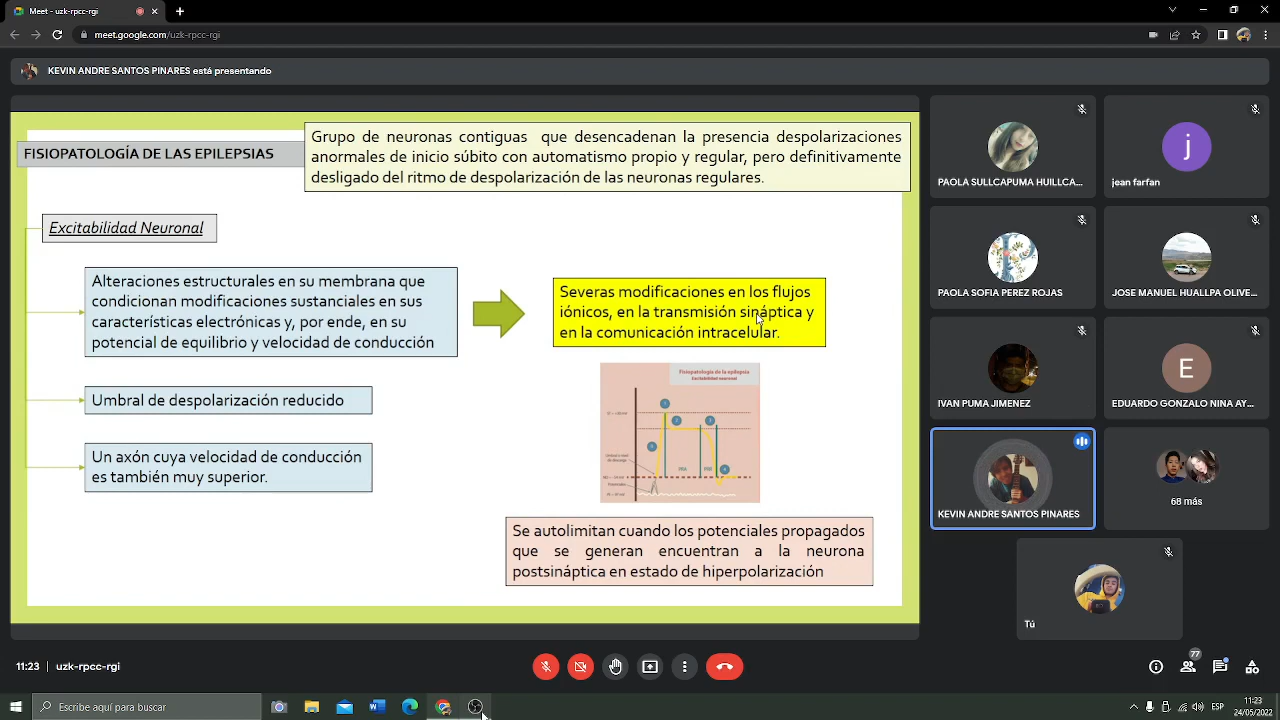 Meet - uzk-rpcc-rgi
meet.google.com/uzk-rpcc-rgi
KEVIN ANDRE SANTOS PINARES está presentando
FISIOPATOLOGÍA DE LAS EPILEPSIAS
Grupo de neuronas contiguas que desencadenan la presencia despolarizaciones
anormales de inicio súbito con automatismo propio y regular, pero definitivamente
desligado del ritmo de despolarización de las neuronas regulares.
Excitabilidad Neuronal
Alteraciones estructurales en su membrana que
condicionan modificaciones sustanciales en sus
características electrónicas y, por ende, en su
potencial de equilibrio y velocidad de conducción
Umbral de despolarización reducido
Un axón cuya velocidad de conducción
es también muy superior.
Severas modificaciones en los flujos
iónicos, en la transmisión sináptica y
en la comunicación intracelular.
Fisiopatología de la epilepsia
Excitabilidad neuronal
PRA
PRR
Se autolimitan cuando los potenciales propagados
que se generan encuentran a la neurona
postsináptica en estado de hiperpolarización
PAOLA SULLCAPUMA HUILLCA...
j
jean farfan
PAOLA SOFIA PEREZ ROJAS
JOSE MANUEL HUALLPA OLIVE...
IVAN PUMA JIMENEZ
E
EDUARDO GONZALO NINA AY...
KEVIN ANDRE SANTOS PINARES
68 más
Tú
11:23
uzk-rpcc-rgi
77
Escribe aquí para buscar
ESP
11:23
24/05/2022